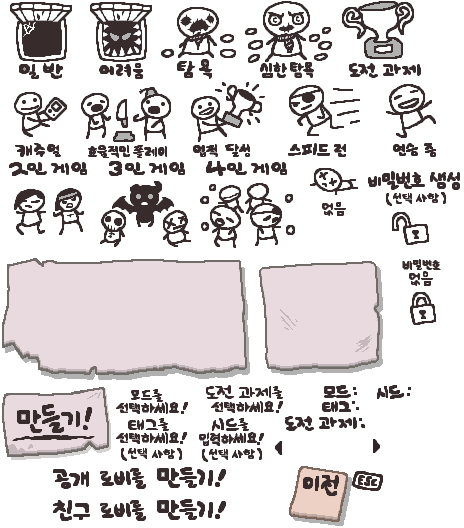 일반 어려움 탐욕 심한 탐욕 도전 과제
캐주얼 효율적인 플레이 업적 달성 스피드 런 연습 중
2인 게임 3인 게임 4인 게임
없음
비밀번호 생성
(선택 사항)
비밀번호
없음
만들기!
모드를
선택하세요!
도전 과제를
선택하세요!
모드: 시드:
태그:
도전 과제:
태그를
선택하세요!
(선택 사항)
시드를
입력하세요!
(선택 사항)
공개 로비를 만들기!
친구 로비를 만들기!
이전
ESC